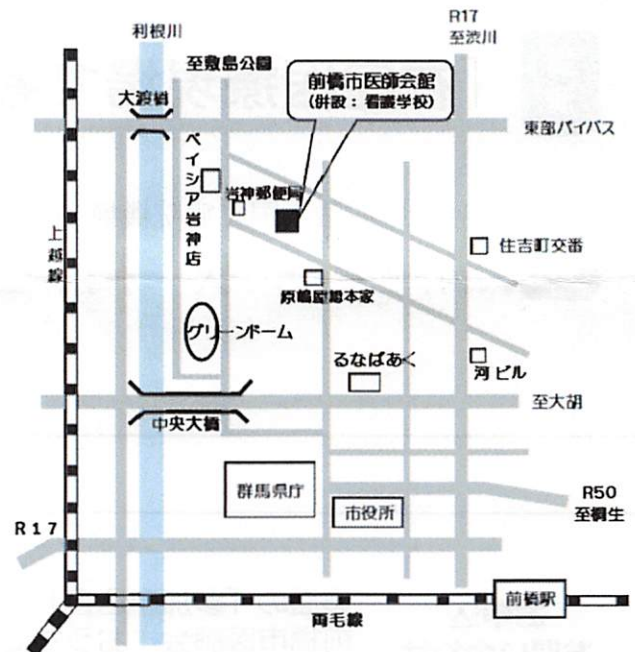 利根川
R17
至渋川
至敷島公園
前橋市医師会館
(併設：看護学校)
大渡橋
東部バイパス
ベイシア岩神店
岩神郵便局
上越線
住吉町交番
原嶋屋総本家
グリーンドーム
るなぱあく
河ビル
至大胡
中央大橋
群馬県庁
市役所
R50
至桐生
R17
前橋駅
両毛線